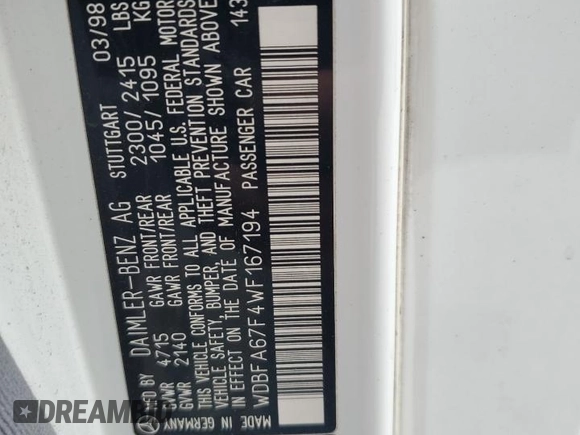 MFD BY DAIMLER-BENZ AG STUTTGART 03/98
GVWR 4715 GAWR FRONT/REAR 2300/2415 LBS
GVWR 2140 GAWR FRONT/REAR 1045/1095 KG
THIS VEHICLE CONFORMS TO ALL APPLICABLE U.S. FEDERAL MOTOR
VEHICLE SAFETY, BUMPER, AND THEFT PREVENTION STANDARDS
IN EFFECT ON THE DATE OF MANUFACTURE SHOWN ABOVE
WDBFA67F4WF167194 PASSENGER CAR 143
MADE IN GERMANY
DREAMBID